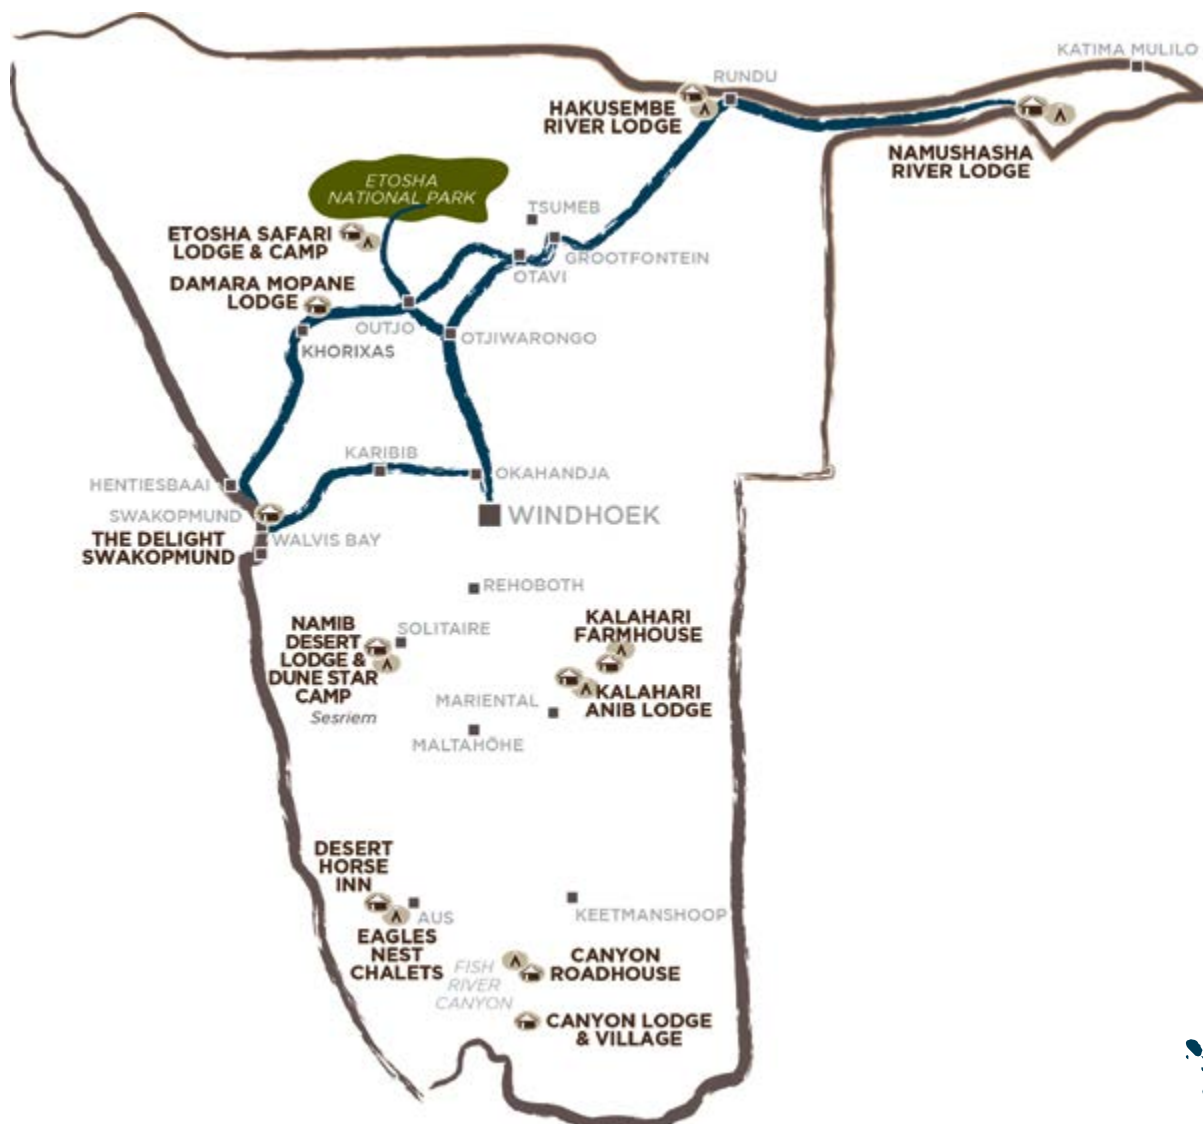 KATIMA MULILO
RUNDU
HAKUSEMBE
RIVER LODGE
NAMUSHASHA
RIVER LODGE
ETOSHA
NATIONAL PARK
TSUMEB
ETOSHA SAFARI
LODGE & CAMP
GROOTFONTEIN
OTAVI
DAMARA MOPANE
LODGE
OUTJO
OTJIWARONGO
KHORIXAS
KARIBIB
OKAHANDJA
HENTIESBAAI
SWAKOPMUND
WINDHOEK
THE DELIGHT
SWAKOPMUND
WALVIS BAY
REHOBOTH
NAMIB
DESERT
LODGE &
DUNE STAR
CAMP
Sesriem
SOLITAIRE
KALAHARI
FARMHOUSE
KALAHARI
ANIB LODGE
MARIENTAL
MALTAHÖHE
DESERT
HORSE
INN
AUS
EAGLES
NEST
CHALETS
KEETMANSHOOP
FISH
RIVER
CANYON
CANYON
ROADHOUSE
CANYON LODGE
& VILLAGE